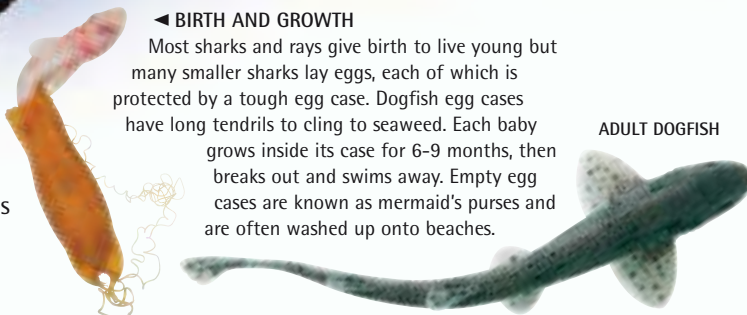 ◄ BIRTH AND GROWTH
Most sharks and rays give birth to live young but
many smaller sharks lay eggs, each of which is
protected by a tough egg case. Dogfish egg cases
have long tendrils to cling to seaweed. Each baby
grows inside its case for 6-9 months, then
breaks out and swims away. Empty egg
cases are known as mermaid's purses and
are often washed up onto beaches.
ADULT DOGFISH
S